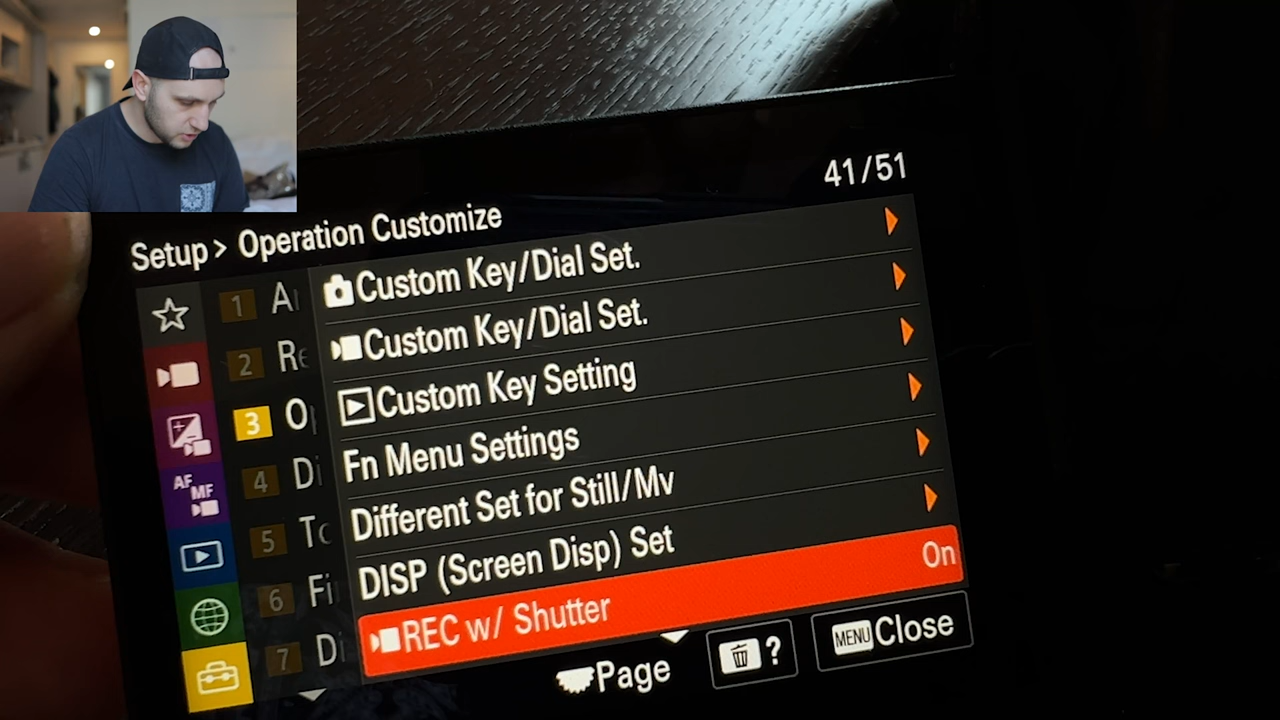 41/51
Setup > Operation Customize
Custom Key/Dial Set.
Custom Key/Dial Set.
Custom Key Setting
Fn Menu Settings
Different Set for Still/Mv
DISP (Screen Disp) Set
REC w/ Shutter On
1 A
2 Re
3 O
4 Di
5 To
6 Fi
7 D
AF
MF
Page
?
MENU Close